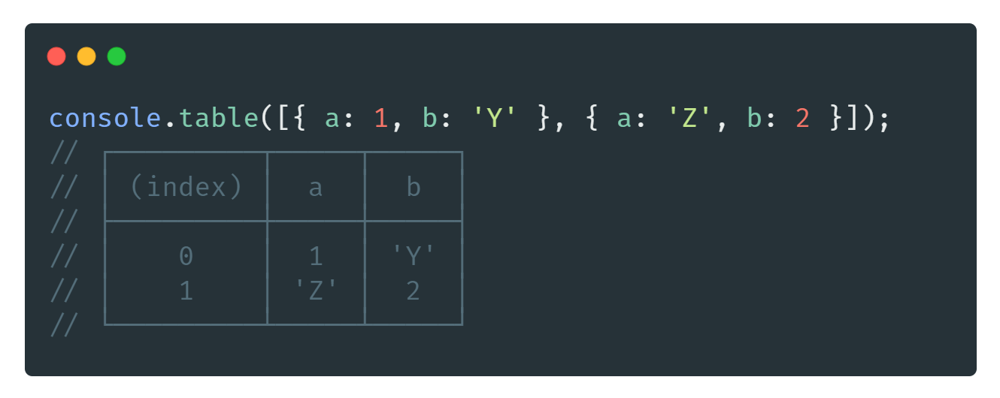 console.table([{ a: 1, b: 'Y' }, { a: 'Z', b: 2 }]);
// ┌─────────┬─────┬─────┐
// │ (index) │  a  │  b  │
// ├─────────┼─────┼─────┤
// │    0    │  1  │ 'Y' │
// │    1    │ 'Z' │  2  │
// └─────────┴─────┴─────┘